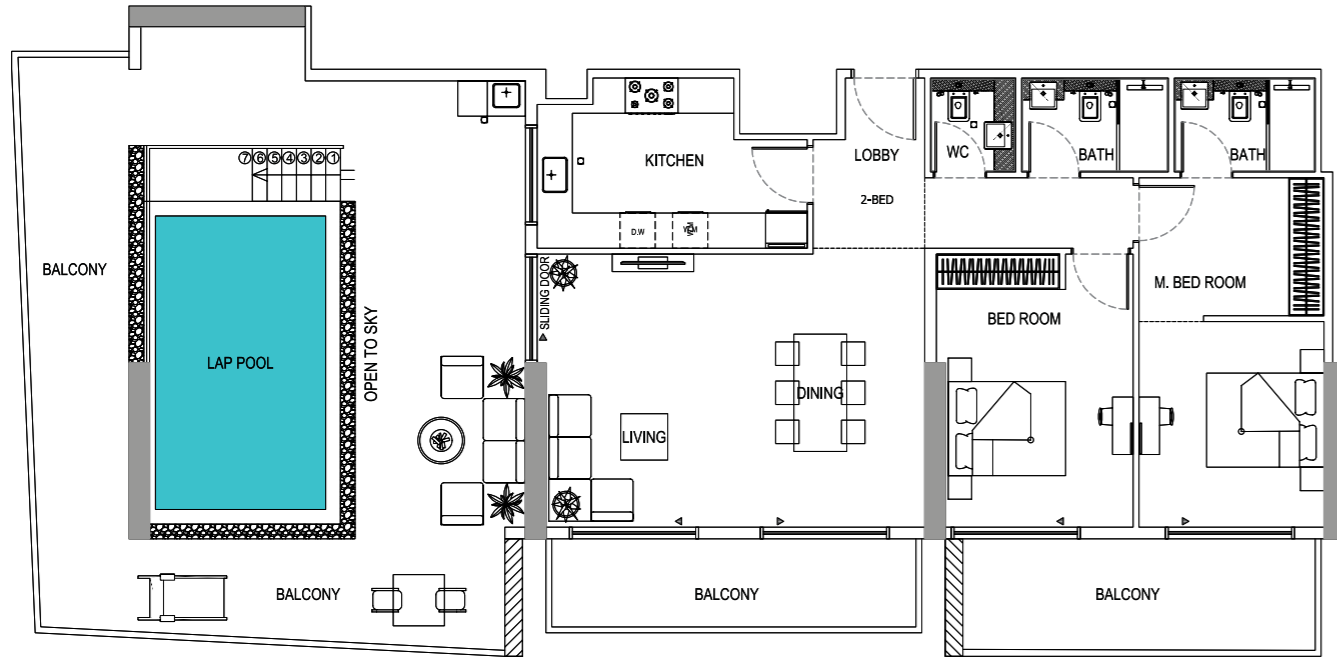 ⑦⑥⑤④③②①
KITCHEN
LOBBY
WC
BATH
BATH
2-BED
D.W
BALCONY
SLIDING DOOR
M. BED ROOM
BED ROOM
OPEN TO SKY
LAP POOL
DINING
LIVING
BALCONY
BALCONY
BALCONY